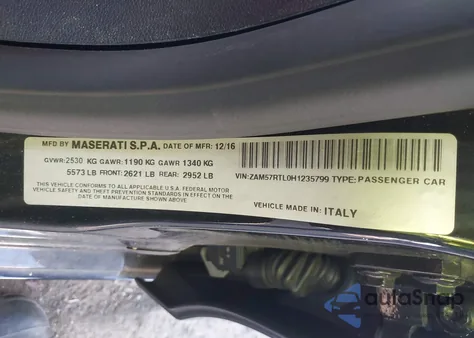 MFD BY MASERATI S.P.A. DATE OF MFR: 12/16
GVWR:2530 KG GAWR:1190 KG GAWR 1340 KG
5573 LB FRONT: 2621 LB REAR: 2952 LB
THIS VEHICLE CONFORMS TO ALL APPLICABLE U.S.A. FEDERAL MOTOR
VEHICLE SAFETY, BUMPER AND THEFT PREVENTION
STANDARDS IN EFFECT ON THE DATE OF MANUFACTURE
SHOWN ABOVE
VIN:ZAM57RTL0H1235799 TYPE: PASSENGER CAR
VEHICLE MADE IN: ITALY
autaSnap